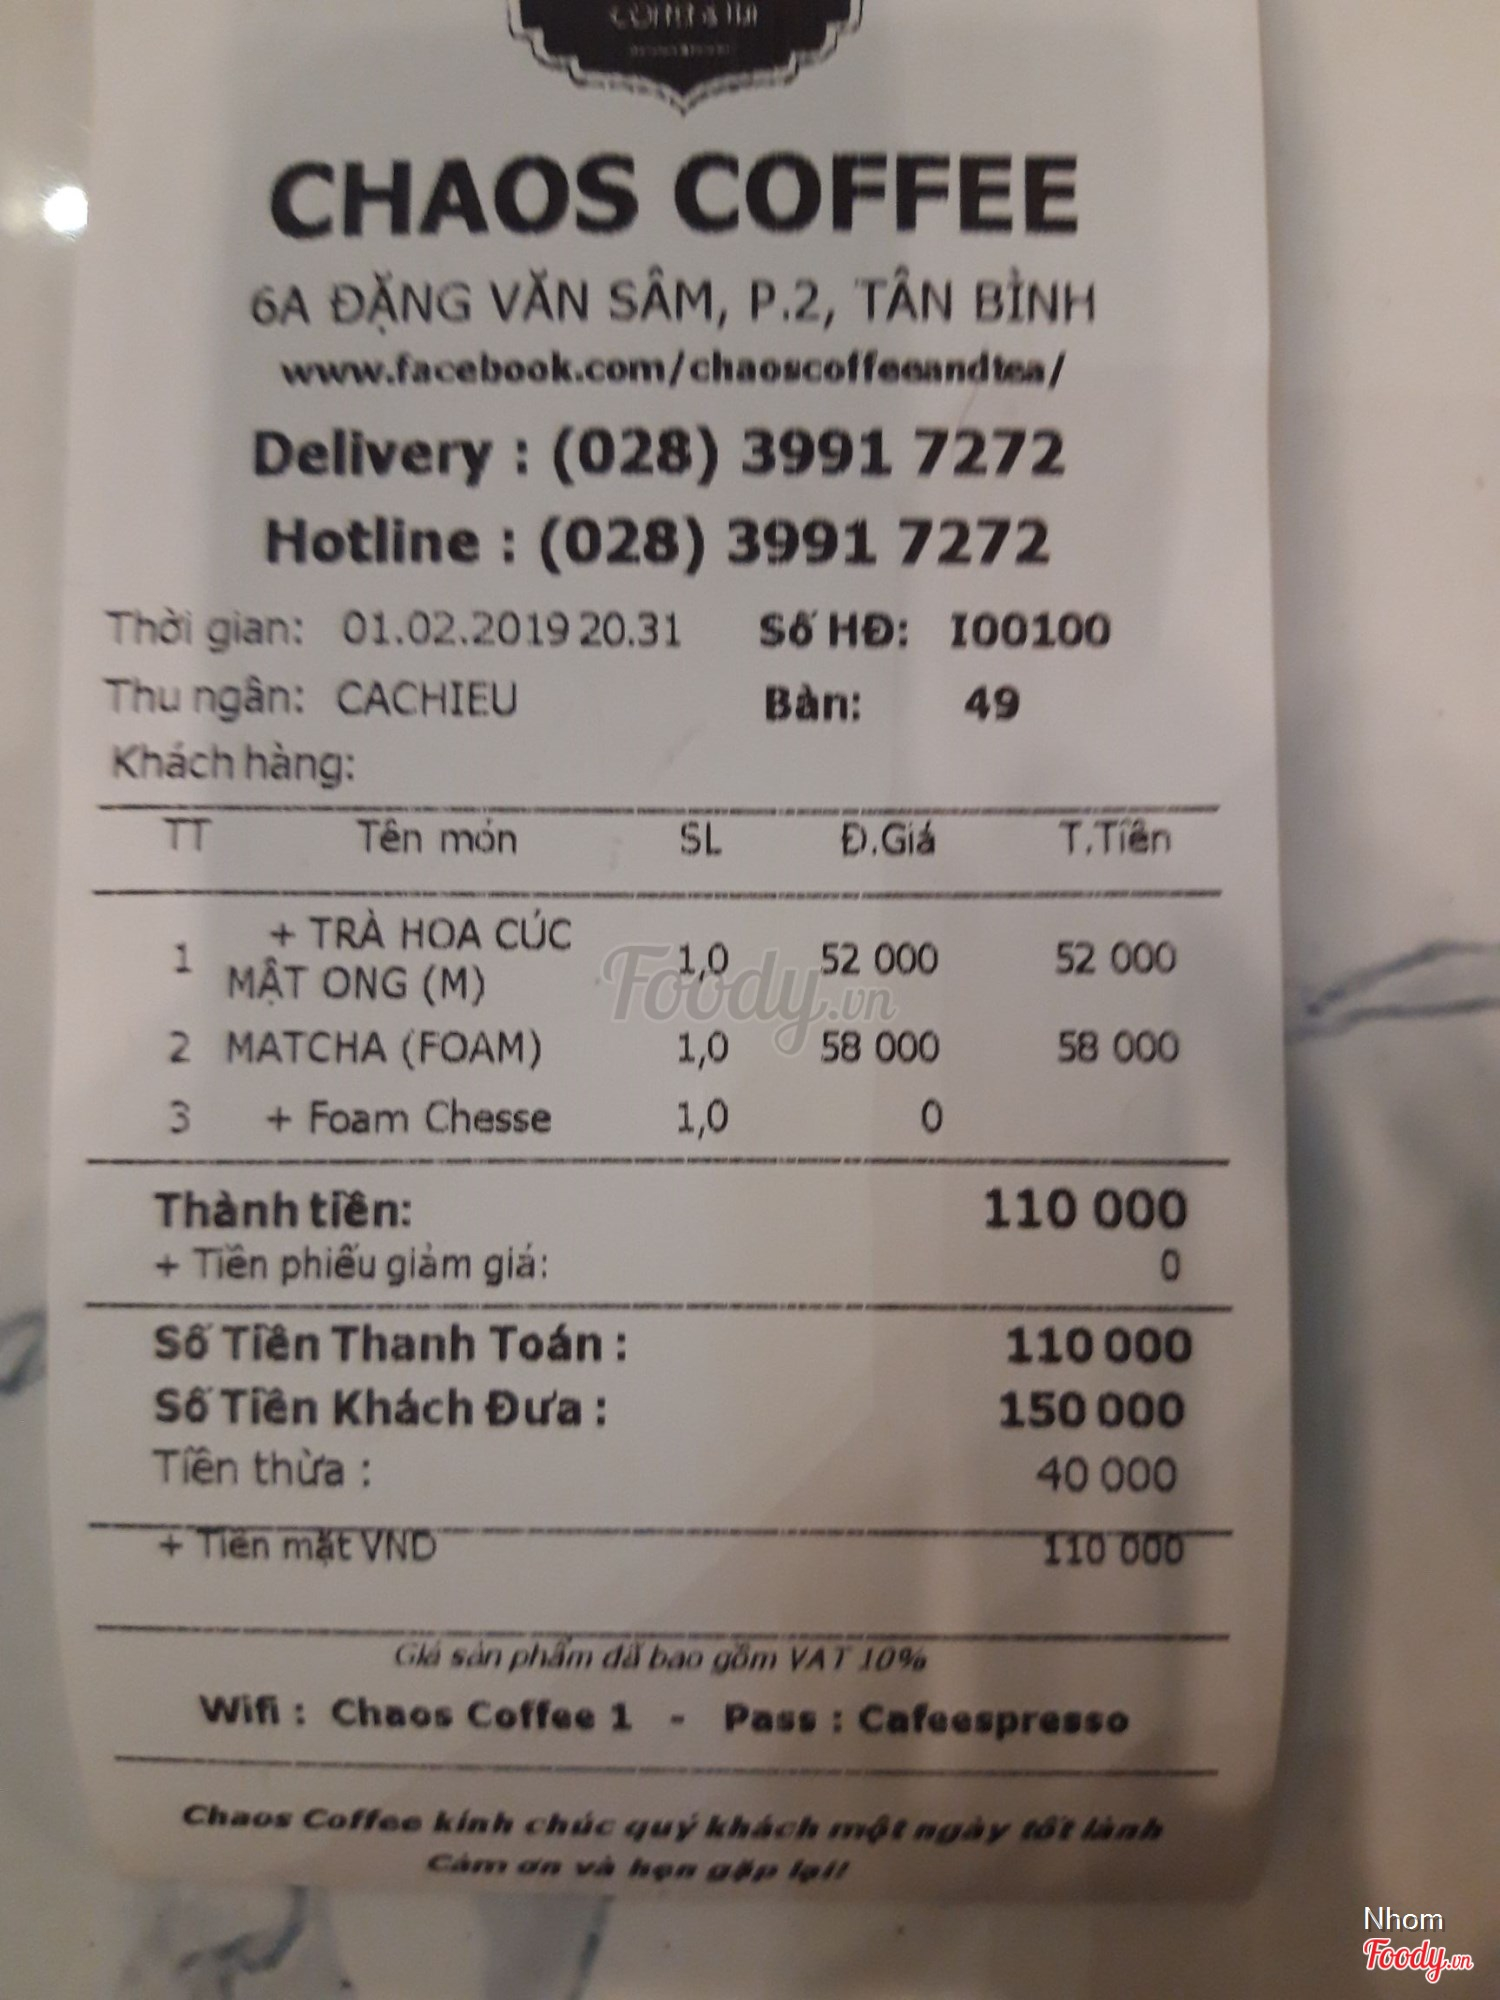 COFFEE & TEA
CHAOS COFFEE
6A ĐẶNG VĂN SÂM, P.2, TÂN BÌNH
www.facebook.com/chaoscoffeeandtea/
Delivery : (028) 3991 7272
Hotline : (028) 3991 7272
Thời gian: 01.02.2019 20.31 Số HĐ: I00100
Thu ngân: CACHIEU Bàn: 49
Khách hàng:
TT Tên món SL Đ.Giá T.Tiền
+ TRÀ HOA CÚC
1 MẬT ONG (M) 1,0 52 000 52 000
2 MATCHA (FOAM) 1,0 58 000 58 000
3 + Foam Chesse 1,0 0
Thành tiền: 110 000
+ Tiền phiếu giảm giá: 0
Số Tiền Thanh Toán : 110 000
Số Tiền Khách Đưa : 150 000
Tiền thừa : 40 000
+ Tiền mặt VND 110 000
Giá sản phẩm đã bao gồm VAT 10%
Wifi : Chaos Coffee 1 - Pass : Cafeespresso
Chaos Coffee kính chúc quý khách một ngày tốt lành
Cảm ơn và hẹn gặp lại!
Foody.vn
Nhom
Foody.vn